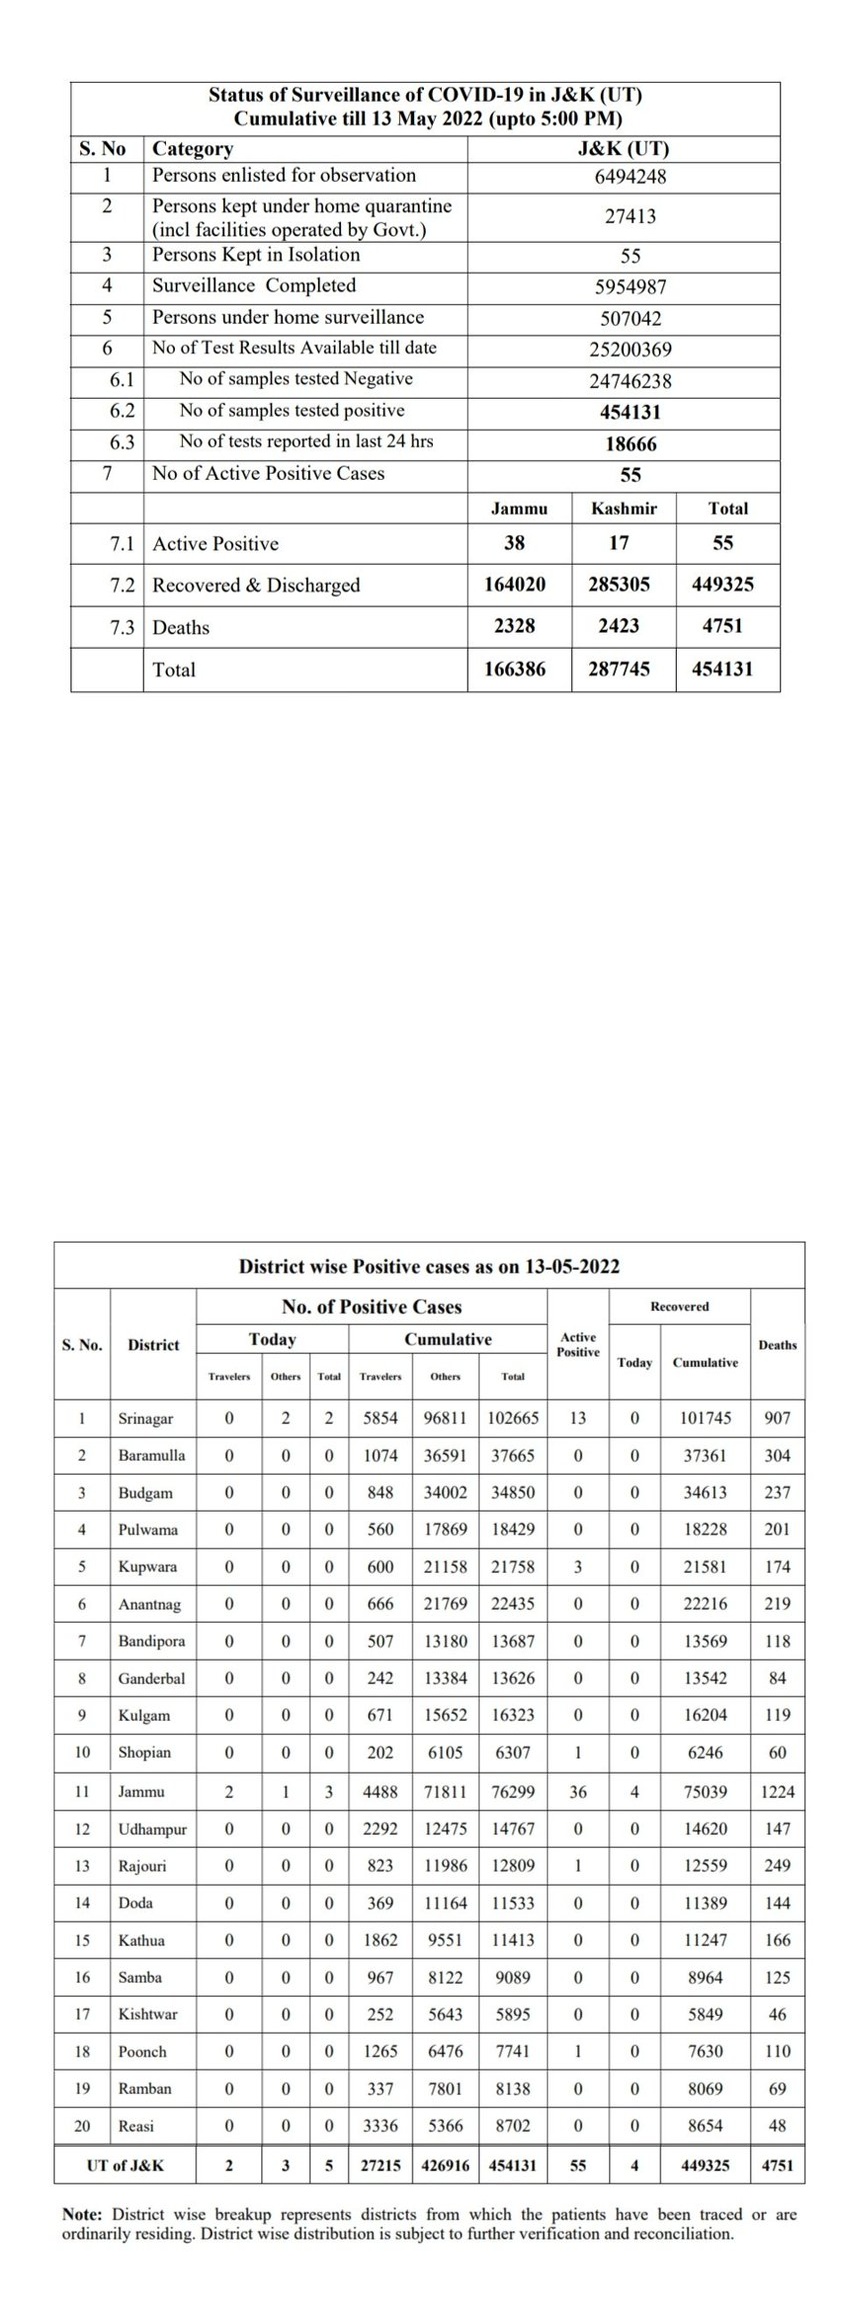 Status of Surveillance of COVID-19 in J&K (UT)
Cumulative till 13 May 2022 (upto 5:00 PM)
S. No Category J&K (UT)
1 Persons enlisted for observation 6494248
2 Persons kept under home quarantine
(incl facilities operated by Govt.) 27413
3 Persons Kept in Isolation 55
4 Surveillance Completed 5954987
5 Persons under home surveillance 507042
6 No of Test Results Available till date 25200369
6.1 No of samples tested Negative 24746238
6.2 No of samples tested positive 454131
6.3 No of tests reported in last 24 hrs 18666
7 No of Active Positive Cases 55
Jammu Kashmir Total
7.1 Active Positive 38 17 55
7.2 Recovered & Discharged 164020 285305 449325
7.3 Deaths 2328 2423 4751
Total 166386 287745 454131
District wise Positive cases as on 13-05-2022
S. No. District No. of Positive Cases Active Positive Recovered Deaths
Today Cumulative Today Cumulative
Travelers Others Total Travelers Others Total
1 Srinagar 0 2 2 5854 96811 102665 13 0 101745 907
2 Baramulla 0 0 0 1074 36591 37665 0 0 37361 304
3 Budgam 0 0 0 848 34002 34850 0 0 34613 237
4 Pulwama 0 0 0 560 17869 18429 0 0 18228 201
5 Kupwara 0 0 0 600 21158 21758 3 0 21581 174
6 Anantnag 0 0 0 666 21769 22435 0 0 22216 219
7 Bandipora 0 0 0 507 13180 13687 0 0 13569 118
8 Ganderbal 0 0 0 242 13384 13626 0 0 13542 84
9 Kulgam 0 0 0 671 15652 16323 0 0 16204 119
10 Shopian 0 0 0 202 6105 6307 1 0 6246 60
11 Jammu 2 1 3 4488 71811 76299 36 4 75039 1224
12 Udhampur 0 0 0 2292 12475 14767 0 0 14620 147
13 Rajouri 0 0 0 823 11986 12809 1 0 12559 249
14 Doda 0 0 0 369 11164 11533 0 0 11389 144
15 Kathua 0 0 0 1862 9551 11413 0 0 11247 166
16 Samba 0 0 0 967 8122 9089 0 0 8964 125
17 Kishtwar 0 0 0 252 5643 5895 0 0 5849 46
18 Poonch 0 0 0 1265 6476 7741 1 0 7630 110
19 Ramban 0 0 0 337 7801 8138 0 0 8069 69
20 Reasi 0 0 0 3336 5366 8702 0 0 8654 48
UT of J&K 2 3 5 27215 426916 454131 55 4 449325 4751
Note: District wise breakup represents districts from which the patients have been traced or are
ordinarily residing. District wise distribution is subject to further verification and reconciliation.